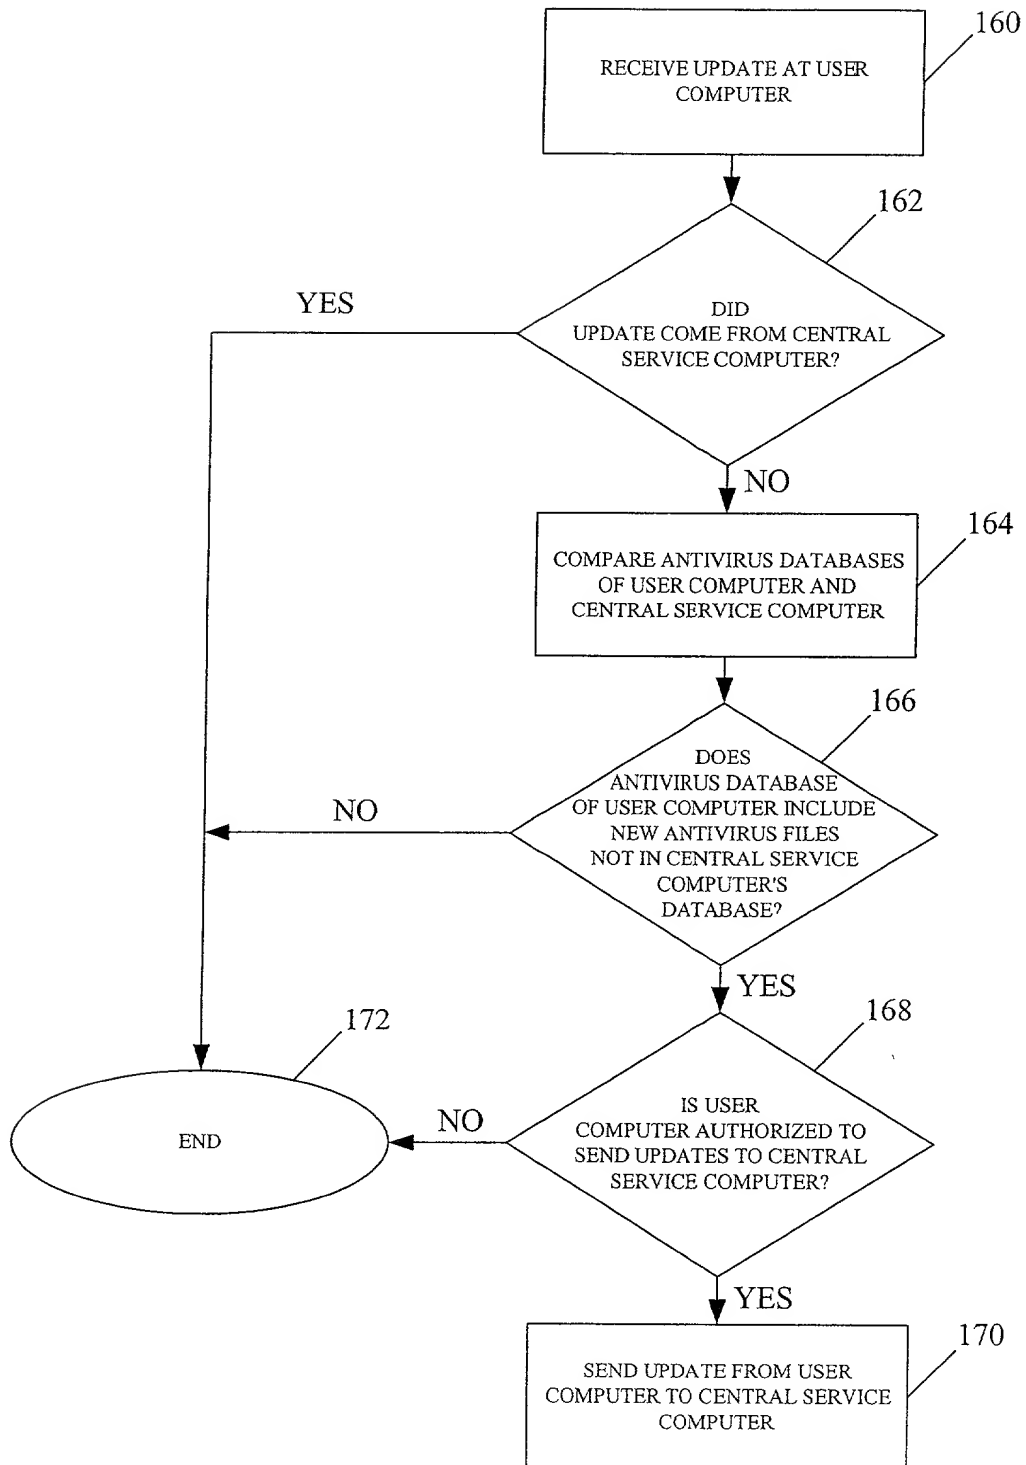 160
RECEIVE UPDATE AT USER
COMPUTER
162
YES
DID
UPDATE COME FROM CENTRAL
SERVICE COMPUTER?
NO
164
COMPARE ANTIVIRUS DATABASES
OF USER COMPUTER AND
CENTRAL SERVICE COMPUTER
166
DOES
ANTIVIRUS DATABASE
OF USER COMPUTER INCLUDE
NEW ANTIVIRUS FILES
NOT IN CENTRAL SERVICE
COMPUTER'S
DATABASE?
NO
YES
172
168
END
NO
IS USER
COMPUTER AUTHORIZED TO
SEND UPDATES TO CENTRAL
SERVICE COMPUTER?
YES
170
SEND UPDATE FROM USER
COMPUTER TO CENTRAL SERVICE
COMPUTER